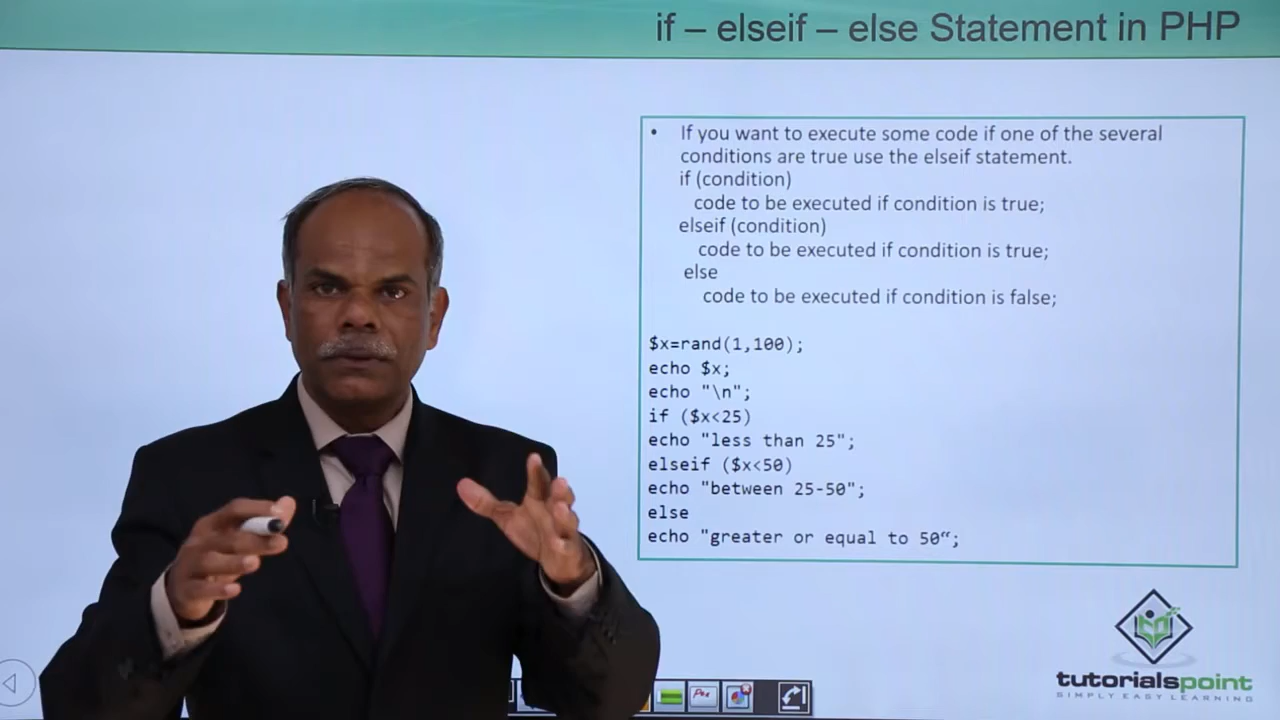 if – elseif – else Statement in PHP
• If you want to execute some code if one of the several
conditions are true use the elseif statement.
if (condition)
code to be executed if condition is true;
elseif (condition)
code to be executed if condition is true;
else
code to be executed if condition is false;
$x=rand(1,100);
echo $x;
echo "\n";
if ($x<25)
echo "less than 25";
elseif ($x<50)
echo "between 25-50";
else
echo "greater or equal to 50“;
tutorialspoint
SIMPLY EASY LEARNING
Pen